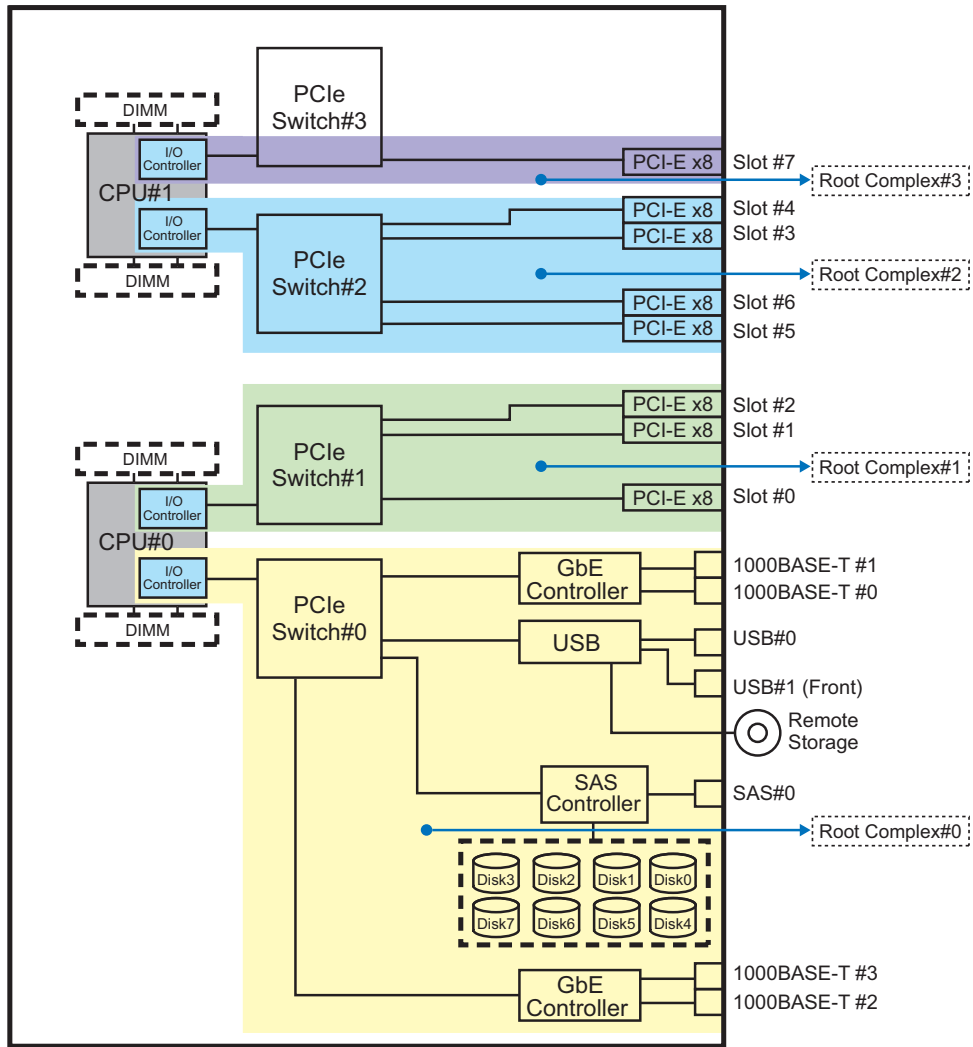 PCIe
Switch#3
DIMM
I/O
Controller
CPU#1
I/O
Controller
DIMM
PCI-E x8
Slot #7
Root Complex#3
PCIe
Switch#2
PCI-E x8
Slot #4
PCI-E x8
Slot #3
Root Complex#2
PCI-E x8
Slot #6
PCI-E x8
Slot #5
PCIe
Switch#1
PCI-E x8
Slot #2
PCI-E x8
Slot #1
Root Complex#1
PCI-E x8
Slot #0
DIMM
I/O
Controller
CPU#0
I/O
Controller
DIMM
PCIe
Switch#0
GbE
Controller
1000BASE-T #1
1000BASE-T #0
USB
USB#0
USB#1 (Front)
Remote
Storage
SAS
Controller
SAS#0
Root Complex#0
Disk3
Disk2
Disk1
Disk0
Disk7
Disk6
Disk5
Disk4
GbE
Controller
1000BASE-T #3
1000BASE-T #2